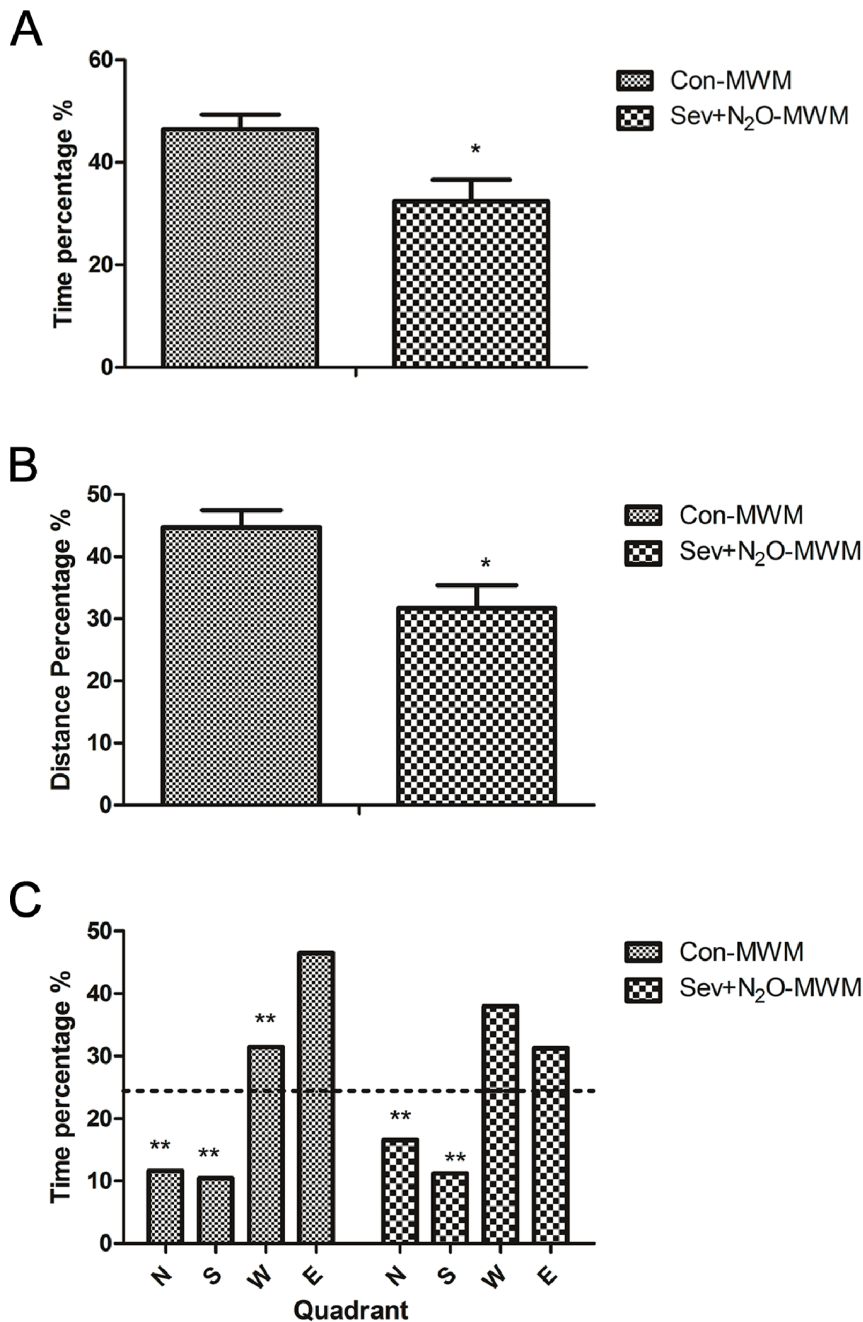 A
Time percentage %
60
40
20
0
*
Con-MWM
Sev+N₂O-MWM
B
Distance Percentage %
50
40
30
20
10
0
*
Con-MWM
Sev+N₂O-MWM
C
Time percentage %
50
40
30
20
10
0
** ** ** ** **
Con-MWM
Sev+N₂O-MWM
N S W E N S W E
Quadrant